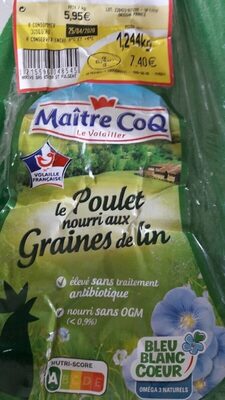 5,95€
25/04/2020
1,244kg
7,40€
Maître CoQ
Le Volailler
VOLAILLE
FRANÇAISE
le Poulet
nourri aux
Graines de lin
élevé sans traitement
antibiotique
nourri sans OGM
(<0,9%)
NUTRI-SCORE
A B C D E
BLEU
BLANC
COEUR
OMÉGA 3 NATURELS